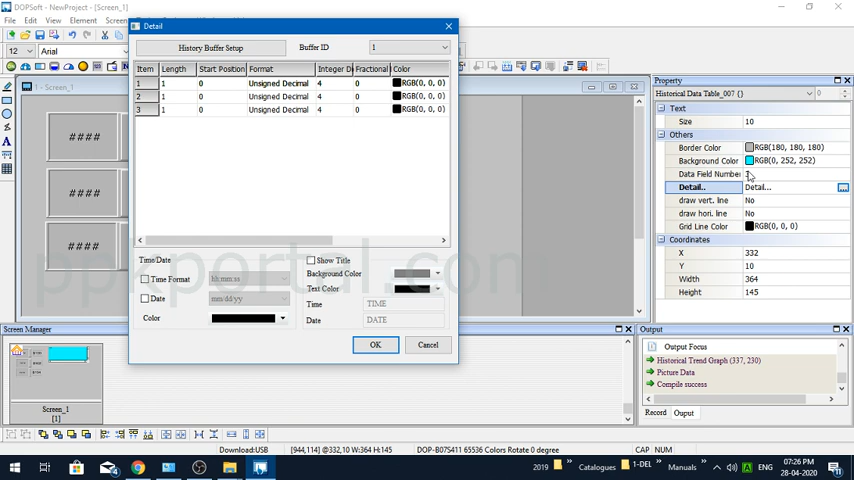 DOPSoft - NewProject - [Screen_1]
File Edit View Element Screen
12 Arial
1 - Screen_1
####
####
####
Detail
History Buffer Setup Buffer ID 1
Item Length Start Position Format Integer Di Fractional Color
1 1 0 Unsigned Decimal 4 0 RGB(0, 0, 0)
2 1 0 Unsigned Decimal 4 0 RGB(0, 0, 0)
3 1 0 Unsigned Decimal 4 0 RGB(0, 0, 0)
Time/Date
Time Format hh:mm:ss
Date mm/dd/yy
Color
Show Title
Background Color
Text Color
Time TIME
Date DATE
OK Cancel
ppkportal.com
Property
Historical Data Table_007 {} 0
Text
Size 10
Others
Border Color RGB(180, 180, 180)
Background Color RGB(0, 252, 252)
Data Field Number 3
Detail.. Detail...
draw vert. line No
draw hori. line No
Grid Line Color RGB(0, 0, 0)
Coordinates
X 332
Y 10
Width 364
Height 145
Screen Manager
Screen_1
[1]
Output
Output Focus
Historical Trend Graph (337, 230)
Picture Data
Compile success
Record Ouput
Download:USB [944,114] @332,10 W:364 H:145 DOP-B07S411 65536 Colors Rotate 0 degree CAP NUM
2019 Catalogues 1-DEL Manuals ENG 07:26 PM
28-04-2020